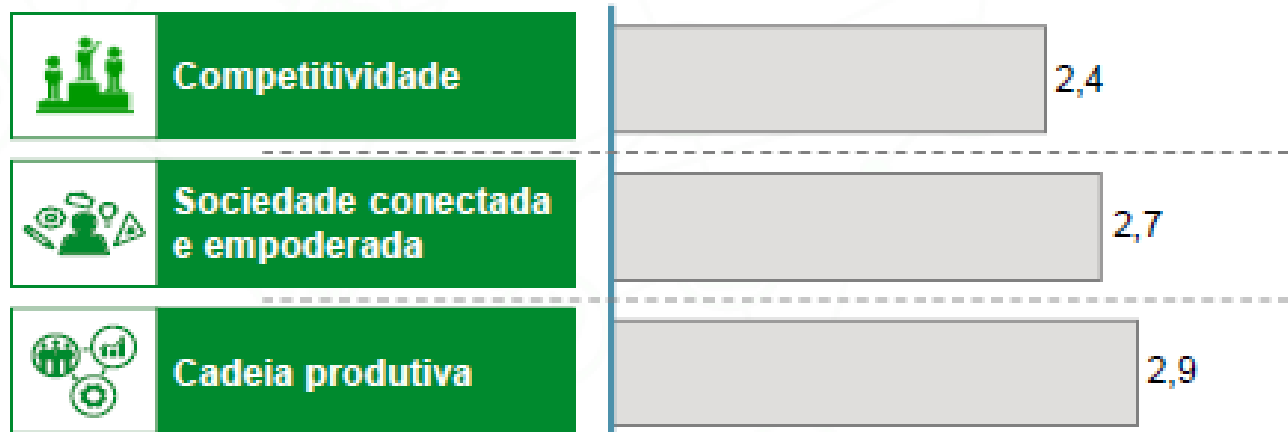 Competitividade
2,4
Sociedade conectada
e empoderada
2,7
Cadeia produtiva
2,9